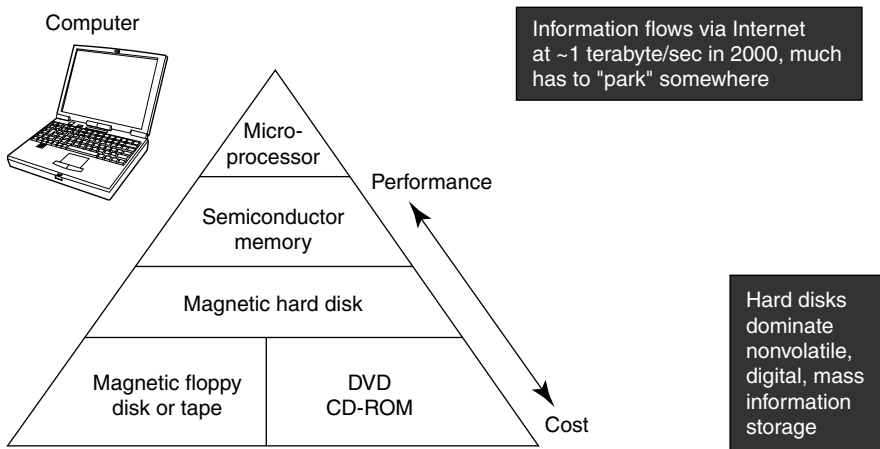 Computer
Information flows via Internet
at ~1 terabyte/sec in 2000, much
has to "park" somewhere
Micro-
processor
Performance
Semiconductor
memory
Magnetic hard disk
Magnetic floppy
disk or tape
DVD
CD-ROM
Cost
Hard disks
dominate
nonvolatile,
digital, mass
information
storage